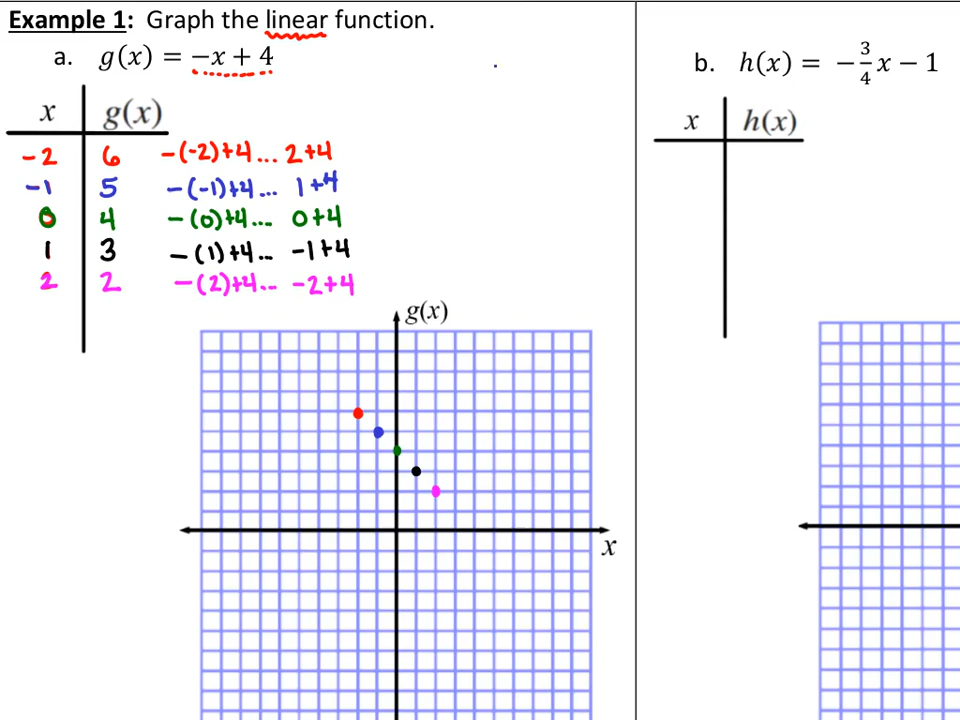 Example 1: Graph the linear function.
a. g(x) = −x + 4
x g(x)
-2 6 -(-2)+4... 2+4
-1 5 -(-1)+4... 1+4
0 4 -(0)+4... 0+4
1 3 -(1)+4... -1+4
2 2 -(2)+4... -2+4
g(x)
x
b. h(x) = −3/4x − 1
x h(x)